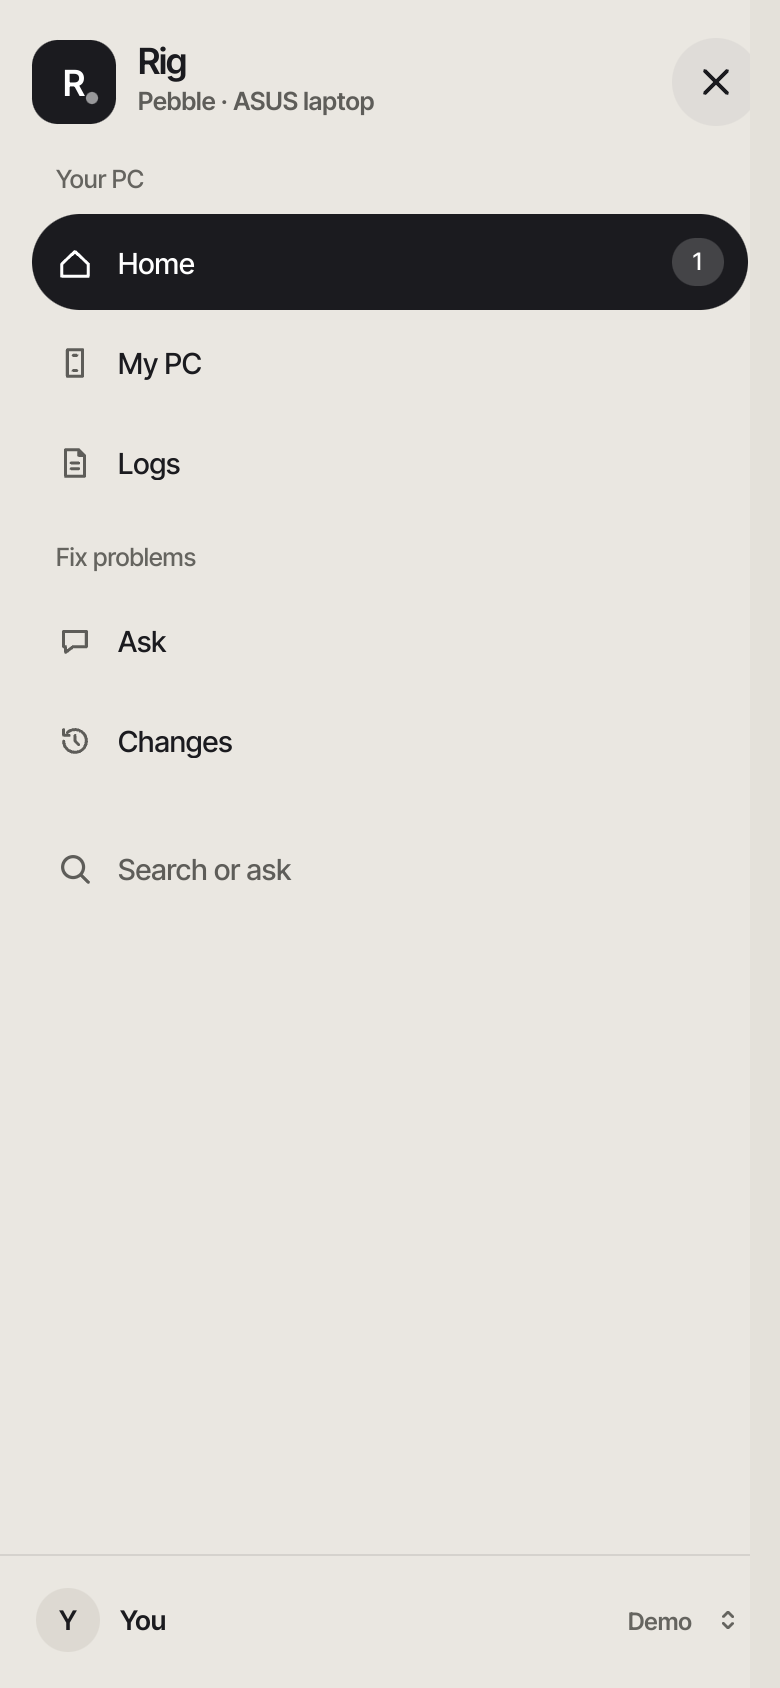 R
Rig
Pebble · ASUS laptop
Your PC
Home 1
My PC
Logs
Fix problems
Ask
Changes
Search or ask
Y You Demo